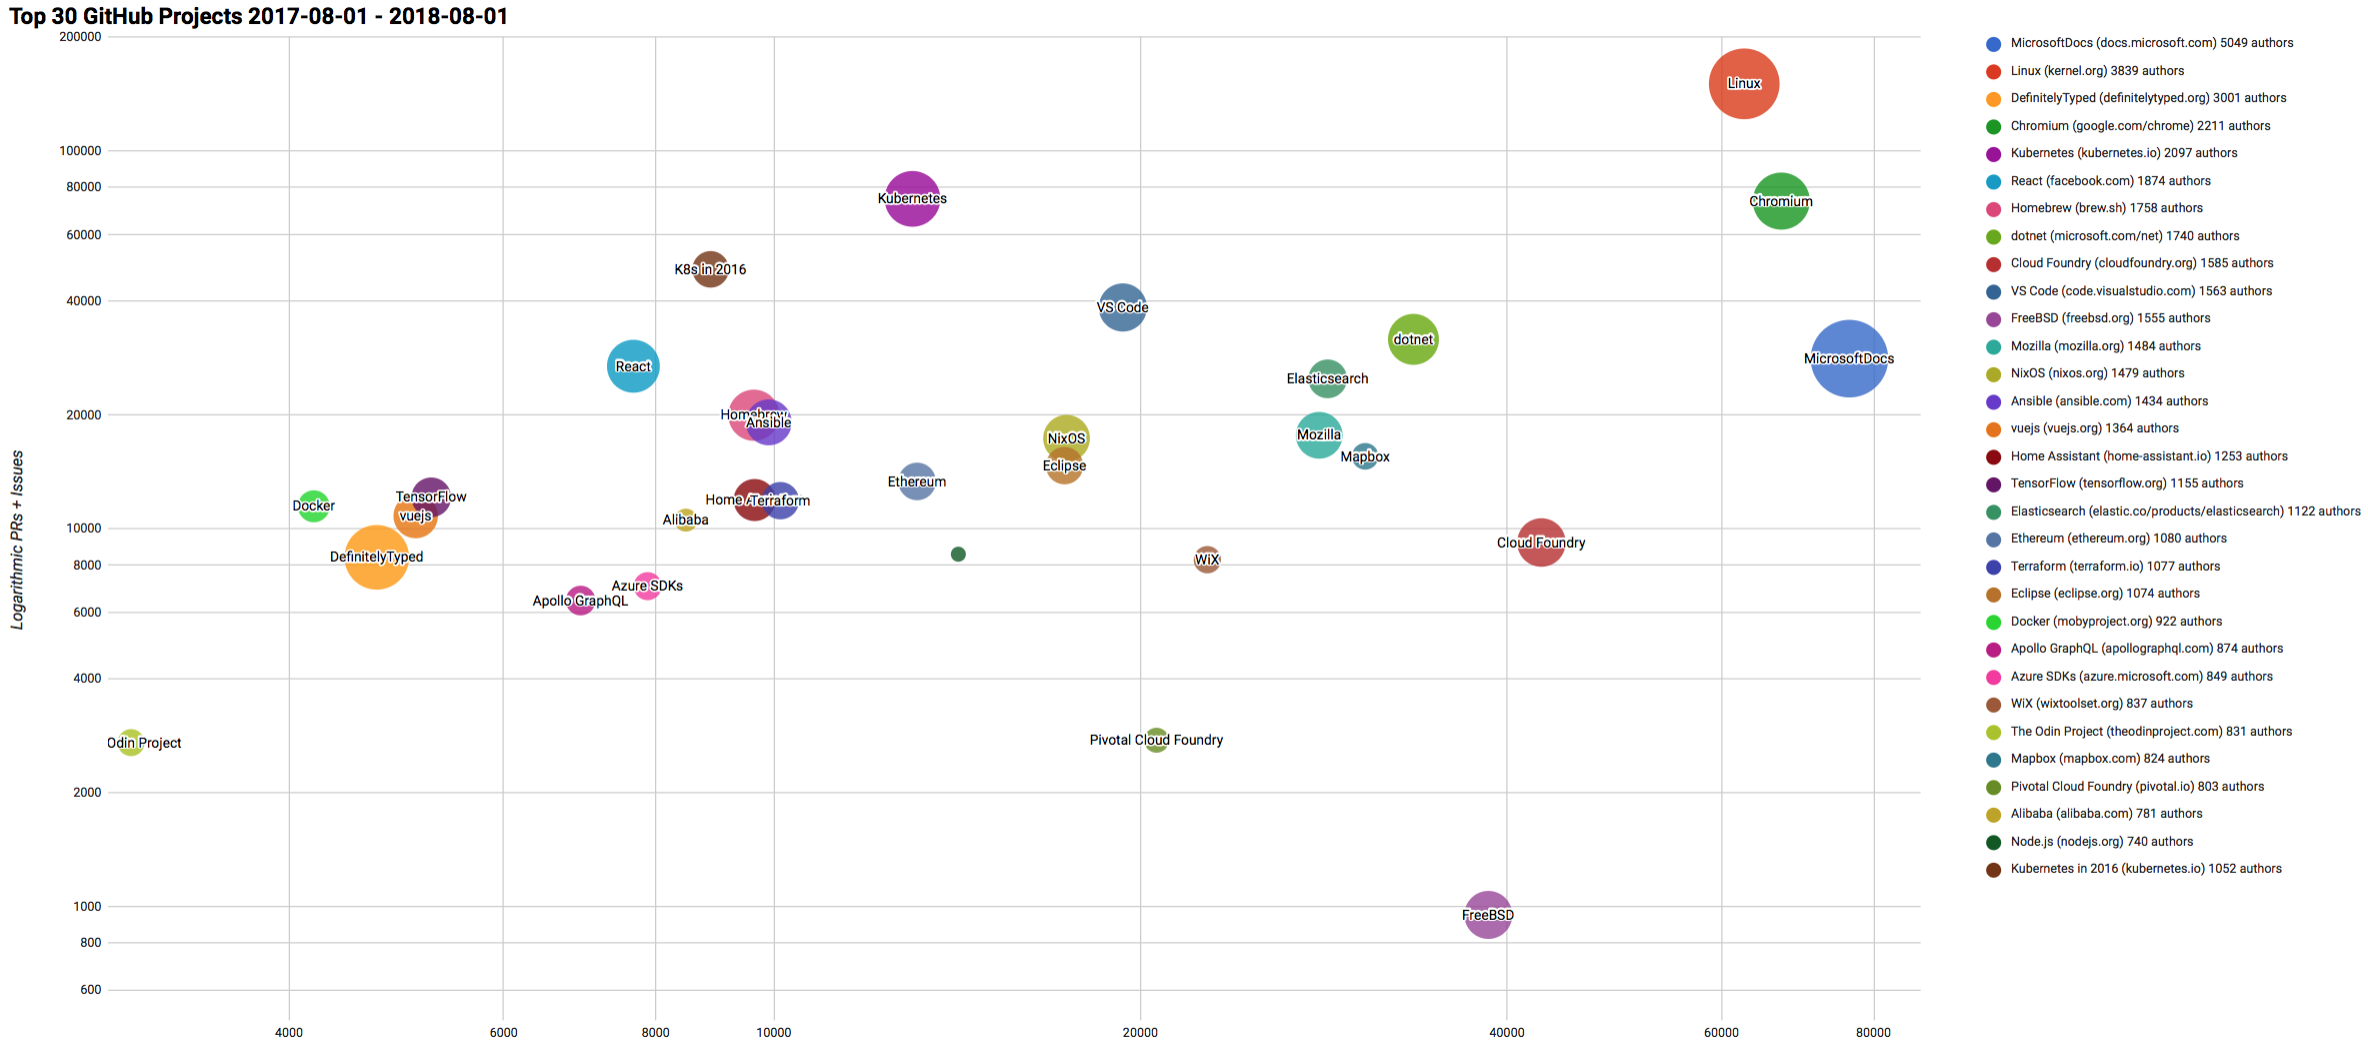 Top 30 GitHub Projects 2017-08-01 - 2018-08-01
200000
100000
80000
60000
40000
20000
10000
8000
6000
4000
2000
1000
800
600
Logarithmic PRs + Issues
4000
6000
8000
10000
20000
40000
60000
80000
Linux
Kubernetes
Chromium
K8s in 2016
VS Code
dotnet
MicrosoftDocs
React
Elasticsearch
Homebrew
Ansible
NixOS
Mozilla
Mapbox
Eclipse
Ethereum
TensorFlow
Docker
vuejs
Home A
Terraform
Alibaba
DefinitelyTyped
WiX
Cloud Foundry
Azure SDKs
Apollo GraphQL
Odin Project
Pivotal Cloud Foundry
FreeBSD
MicrosoftDocs (docs.microsoft.com) 5049 authors
Linux (kernel.org) 3839 authors
DefinitelyTyped (definitelytyped.org) 3001 authors
Chromium (google.com/chrome) 2211 authors
Kubernetes (kubernetes.io) 2097 authors
React (facebook.com) 1874 authors
Homebrew (brew.sh) 1758 authors
dotnet (microsoft.com/net) 1740 authors
Cloud Foundry (cloudfoundry.org) 1585 authors
VS Code (code.visualstudio.com) 1563 authors
FreeBSD (freebsd.org) 1555 authors
Mozilla (mozilla.org) 1484 authors
NixOS (nixos.org) 1479 authors
Ansible (ansible.com) 1434 authors
vuejs (vuejs.org) 1364 authors
Home Assistant (home-assistant.io) 1253 authors
TensorFlow (tensorflow.org) 1155 authors
Elasticsearch (elastic.co/products/elasticsearch) 1122 authors
Ethereum (ethereum.org) 1080 authors
Terraform (terraform.io) 1077 authors
Eclipse (eclipse.org) 1074 authors
Docker (mobyproject.org) 922 authors
Apollo GraphQL (apollographql.com) 874 authors
Azure SDKs (azure.microsoft.com) 849 authors
WiX (wixtoolset.org) 837 authors
The Odin Project (theodinproject.com) 831 authors
Mapbox (mapbox.com) 824 authors
Pivotal Cloud Foundry (pivotal.io) 803 authors
Alibaba (alibaba.com) 781 authors
Node.js (nodejs.org) 740 authors
Kubernetes in 2016 (kubernetes.io) 1052 authors